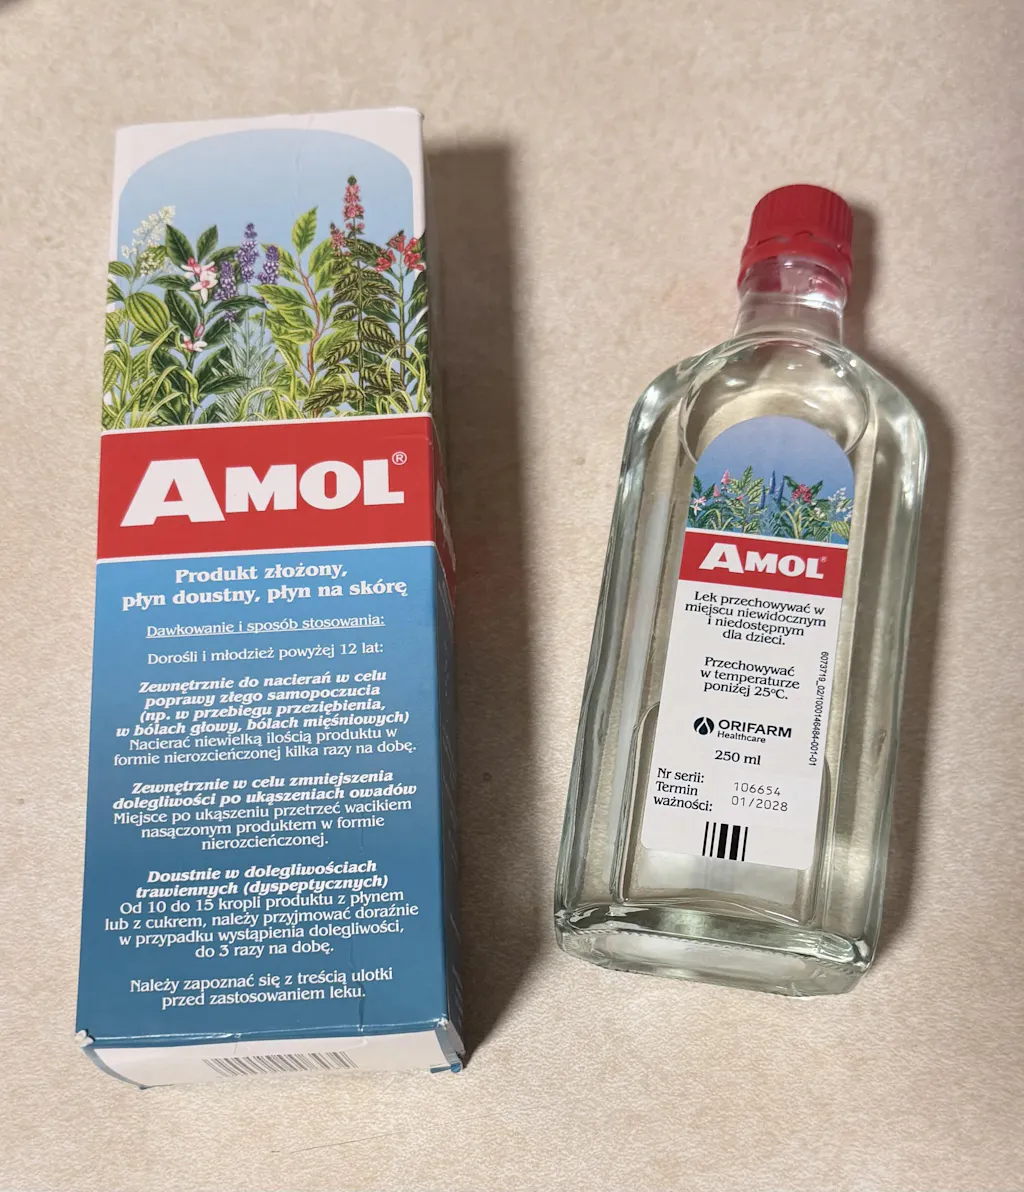 AMOL®
Produkt złożony,
płyn doustny, płyn na skórę
Dawkowanie i sposób stosowania:
Dorośli i młodzież powyżej 12 lat:
Zewnętrznie do nacierań w celu
poprawy złego samopoczucia
(np. w przebiegu przeziębienia,
w bólach głowy, bólach mięśniowych)
Nacierać niewielką ilością produktu w
formie nierozcieńczonej kilka razy na dobę.
Zewnętrznie w celu zmniejszenia
dolegliwości po ukąszeniach owadów
Miejsce po ukąszeniu przetrzeć wacikiem
nasączonym produktem w formie
nierozcieńczonej.
Doustnie w dolegliwościach
trawiennych (dyspeptycznych)
Od 10 do 15 kropli produktu z płynem
lub z cukrem, należy przyjmować doraźnie
w przypadku wystąpienia dolegliwości,
do 3 razy na dobę.
Należy zapoznać się z treścią ulotki
przed zastosowaniem leku.
AMOL®
Lek przechowywać w
miejscu niewidocznym
i niedostępnym
dla dzieci.
Przechowywać
w temperaturze
poniżej 25°C.
ORIFARM
Healthcare
250 ml
Nr serii: 106654
Termin
ważności: 01/2028
6073719_02/1000146484-001-01